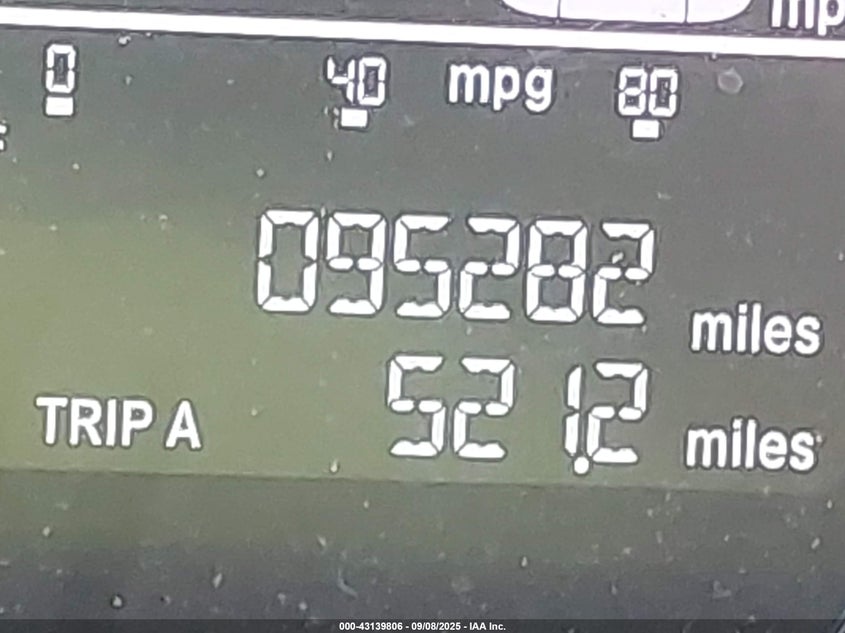 0 40 mpg 80
095282 miles
TRIP A 521.2 miles
000-43139806 - 09/08/2025 - IAA Inc.